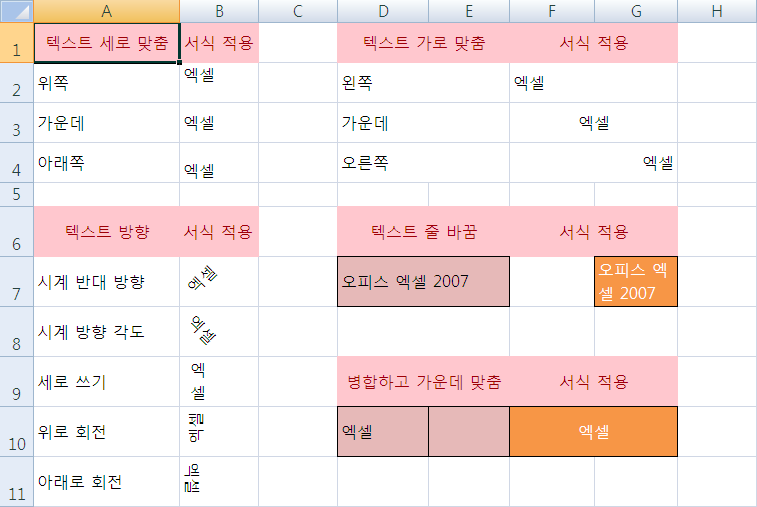 A B C D E F G H
1 텍스트 세로 맞춤 서식 적용 텍스트 가로 맞춤 서식 적용
2 위쪽 엑셀 왼쪽 엑셀
3 가운데 엑셀 가운데 엑셀
4 아래쪽 엑셀 오른쪽 엑셀
5
6 텍스트 방향 서식 적용 텍스트 줄 바꿈 서식 적용
7 시계 반대 방향 엑셀 오피스 엑셀 2007 오피스 엑
셀 2007
8 시계 방향 각도 엑셀
9 세로 쓰기 엑
셀 병합하고 가운데 맞춤 서식 적용
10 위로 회전 엑셀 엑셀 엑셀
11 아래로 회전 엑셀